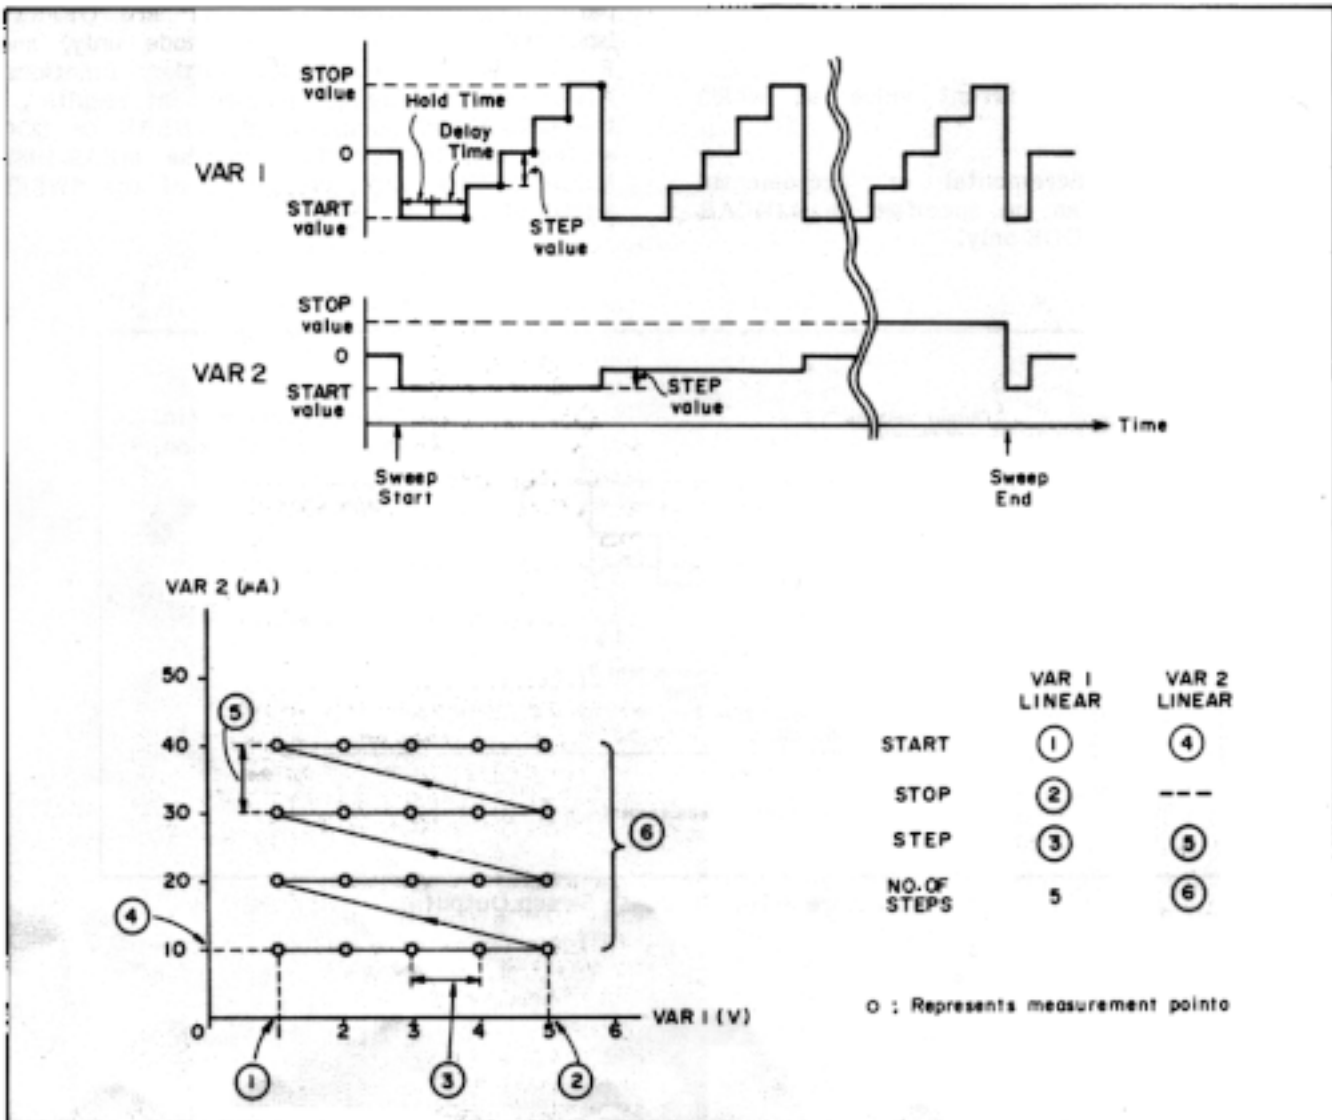 STOP
value
Hold Time
Delay
Time
0
VAR 1
START
value
STEP
value
STOP
value
0
VAR 2
START
value
STEP
value
Time
Sweep
Start
Sweep
End
VAR 2 (μA)
50
40
30
20
10
0 1 2 3 4 5 6
VAR 1 (V)
5
6
4
1
3
2
VAR 1 VAR 2
LINEAR LINEAR
START 1 4
STOP 2 ---
STEP 3 5
NO. OF
STEPS 5 6
o : Represents measurement pointo